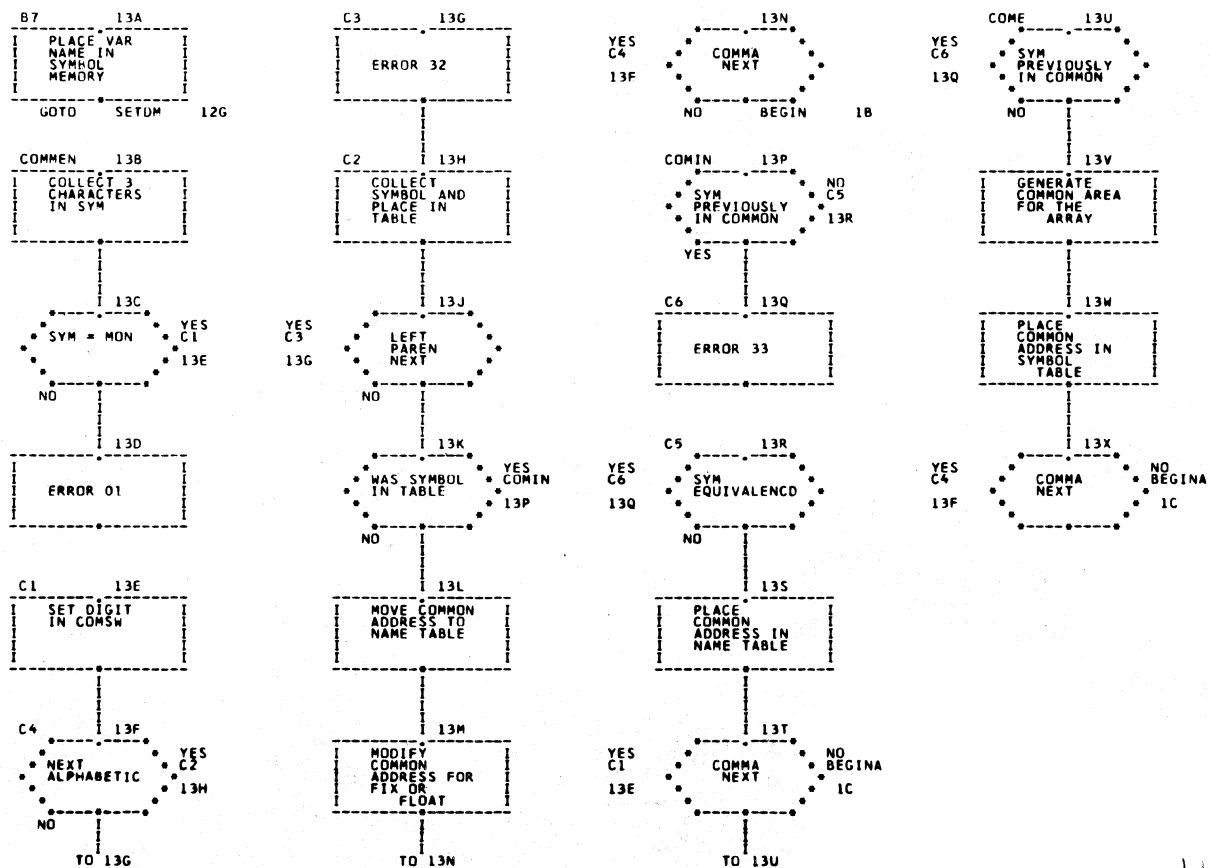 B7 13A
PLACE VAR
NAME IN
SYMBOL
MEMORY
GOTO SETDM 12G
COMMEN 13B
COLLECT 3
CHARACTERS
IN SYM
13C
SYM = MON
YES
C1
13E
NO
13D
ERROR 01
C1 13E
SET DIGIT
IN COMSW
C4 13F
NEXT
ALPHABETIC
YES
C2
13H
NO
TO 13G
C3 13G
ERROR 32
C2 13H
COLLECT
SYMBOL AND
PLACE IN
TABLE
13J
YES
C3
13G
LEFT
PAREN
NEXT
NO
13K
WAS SYMBOL
IN TABLE
YES
COMIN
13P
NO
13L
MOVE COMMON
ADDRESS TO
NAME TABLE
13M
MODIFY
COMMON
ADDRESS FOR
FIX OR
FLOAT
TO 13N
13N
YES
C4
13F
COMMA
NEXT
NO BEGIN 1B
COMIN 13P
SYM
PREVIOUSLY
IN COMMON
NO
C5
13R
YES
C6 13Q
ERROR 33
C5 13R
YES
C6
13Q
SYM
EQUIVALENCD
NO
13S
PLACE
COMMON
ADDRESS IN
NAME TABLE
13T
YES
C1
13E
COMMA
NEXT
NO
BEGINA
1C
TO 13U
COME 13U
YES
C6
13Q
SYM
PREVIOUSLY
IN COMMON
NO
13V
GENERATE
COMMON AREA
FOR THE
ARRAY
13W
PLACE
COMMON
ADDRESS IN
SYMBOL
TABLE
13X
YES
C4
13F
COMMA
NEXT
NO
BEGINA
1C